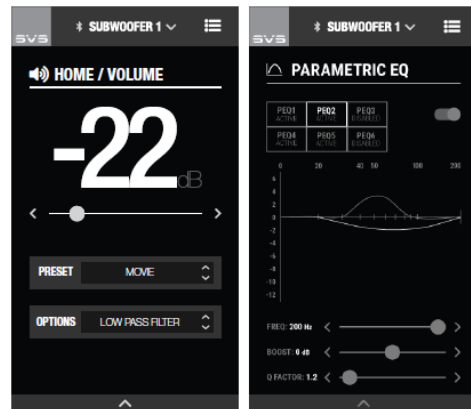 SVS
SUBWOOFER 1
HOME / VOLUME
-22 dB
PRESET MOVIE
OPTIONS LOW PASS FILTER
SVS
SUBWOOFER 1
PARAMETRIC EQ
PEQ1 PEQ2 PEQ3
ACTIVE ACTIVE DISABLED
PEQ4 PEQ5 PEQ6
ACTIVE ACTIVE DISABLED
0 20 40 50 100 200
6
4
2
0
-2
-4
-6
-8
-10
-12
FREQ: 200 Hz
BOOST: 0 dB
Q FACTOR: 1.2